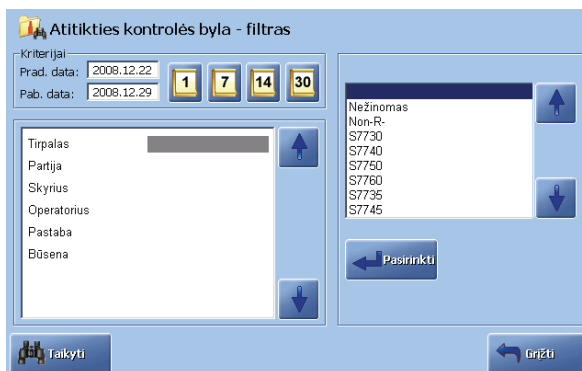 Atitikties kontrolės byla - filtras
Kriterijai
Prad. data: 2008.12.22
Pab. data: 2008.12.29
1 7 14 30
Tirpalas
Partija
Skyrius
Operatorius
Pastaba
Būsena
Nežinomas
Non-R-
S7730
S7740
S7750
S7760
S7735
S7745
Pasirinkti
Taikyti
Grįžti